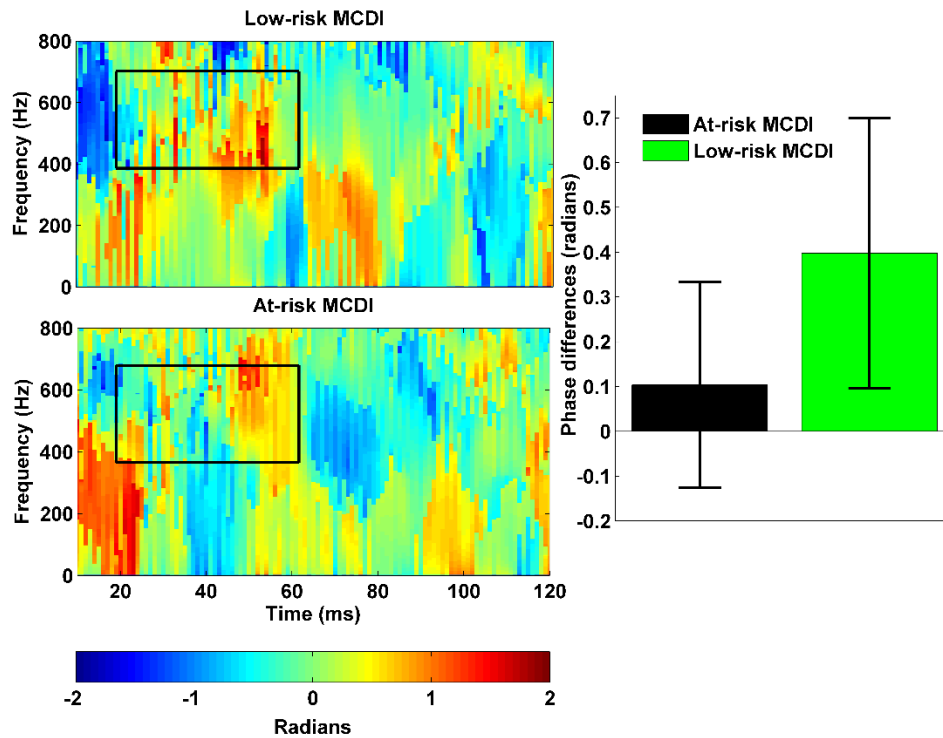 Low-risk MCDI
800
600
400
200
0
Frequency (Hz)
At-risk MCDI
800
600
400
200
0
Frequency (Hz)
20 40 60 80 100 120
Time (ms)
-2 -1 0 1 2
Radians
At-risk MCDI
Low-risk MCDI
0.7
0.6
0.5
0.4
0.3
0.2
0.1
0
-0.1
-0.2
Phase differences (radians)